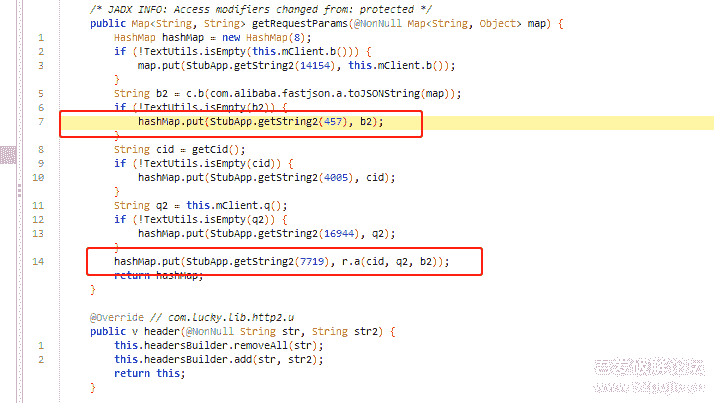 /* JADX INFO: Access modifiers changed from: protected */
public Map<String, String> getRequestParams(@NonNull Map<String, Object> map) {
1 HashMap hashMap = new HashMap(8);
2 if (!TextUtils.isEmpty(this.mClient.b())) {
3 map.put(StubApp.getString2(14154), this.mClient.b());
}
5 String b2 = c.b(com.alibaba.fastjson.a.toJSONString(map));
6 if (!TextUtils.isEmpty(b2)) {
7 hashMap.put(StubApp.getString2(457), b2);
}
8 String cid = getCid();
9 if (!TextUtils.isEmpty(cid)) {
10 hashMap.put(StubApp.getString2(4005), cid);
}
11 String q2 = this.mClient.q();
12 if (!TextUtils.isEmpty(q2)) {
13 hashMap.put(StubApp.getString2(16944), q2);
}
14 hashMap.put(StubApp.getString2(7719), r.a(cid, q2, b2));
return hashMap;
}
@Override // com.lucky.lib.http2.u
public v header(@NonNull String str, String str2) {
1 this.headersBuilder.removeAll(str);
2 this.headersBuilder.add(str, str2);
return this;
}
吾爱破解论坛
www.52pojie.cn